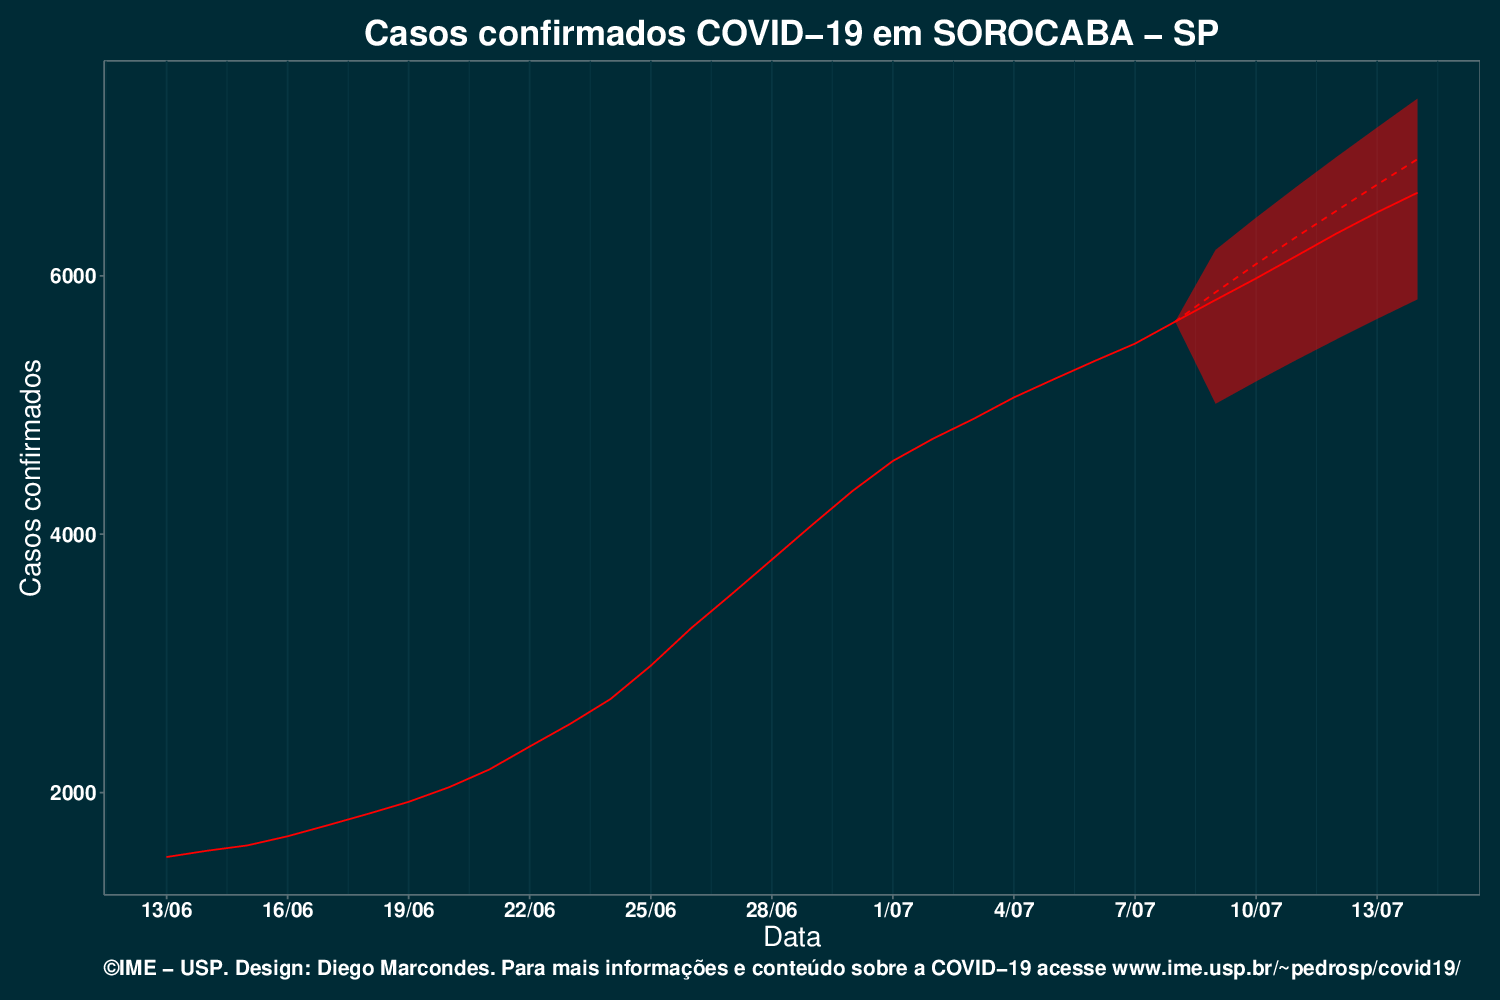 Casos confirmados COVID−19 em SOROCABA − SP
Casos confirmados
6000
4000
2000
13/06 16/06 19/06 22/06 25/06 28/06 1/07 4/07 7/07 10/07 13/07
Data
©IME − USP. Design: Diego Marcondes. Para mais informações e conteúdo sobre a COVID−19 acesse www.ime.usp.br/~pedrosp/covid19/